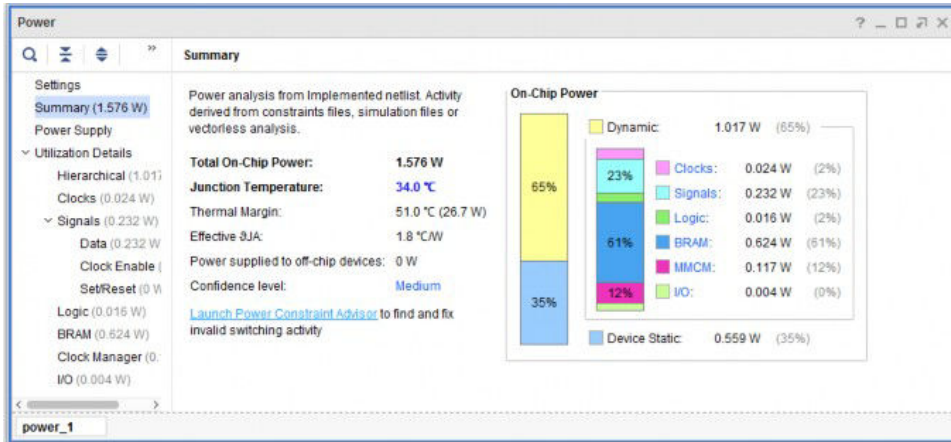 Power
? _
»
Summary
Settings
Summary (1.576 W)
Power Supply
Utilization Details
Hierarchical (1.017
Clocks (0.024 W)
Signals (0.232 W)
Data (0.232 W
Clock Enable (
Set/Reset (0 W
Logic (0.016 W)
BRAM (0.624 W)
Clock Manager (0.
I/O (0.004 W)
power_1
Power analysis from Implemented netlist. Activity
derived from constraints files, simulation files or
vectorless analysis.
Total On-Chip Power: 1.576 W
Junction Temperature: 34.0 °C
Thermal Margin: 51.0 °C (26.7 W)
Effective ϑJA: 1.8 °C/W
Power supplied to off-chip devices: 0 W
Confidence level: Medium
Launch Power Constraint Advisor to find and fix
invalid switching activity
On-Chip Power
65%
35%
Dynamic: 1.017 W (65%)
23%
61%
12%
Clocks: 0.024 W (2%)
Signals: 0.232 W (23%)
Logic: 0.016 W (2%)
BRAM: 0.624 W (61%)
MMCM: 0.117 W (12%)
I/O: 0.004 W (0%)
Device Static: 0.559 W (35%)